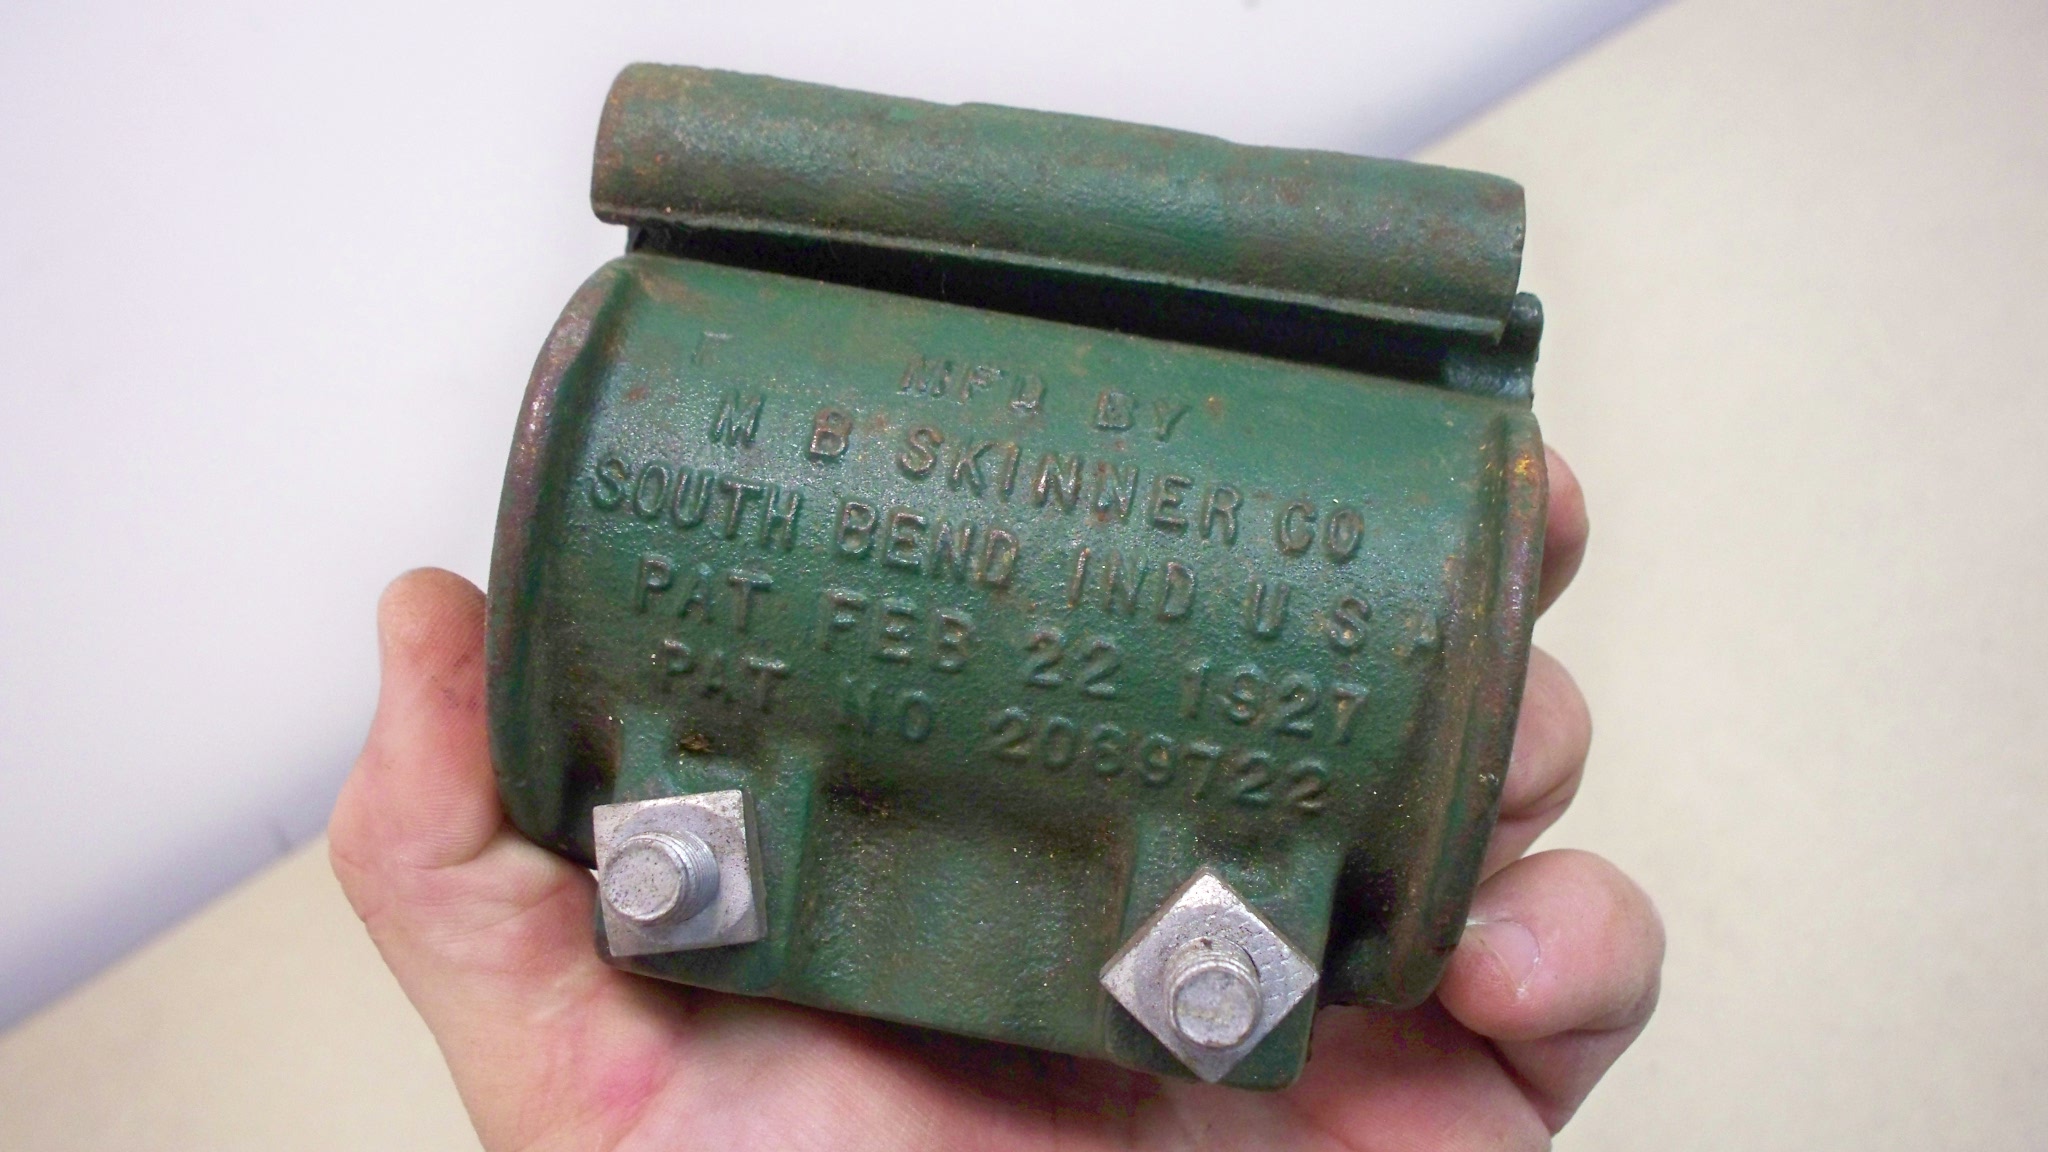 MFD BY
M B SKINNER CO
SOUTH BEND IND U S A
PAT FEB 22 1927
PAT NO 2069722